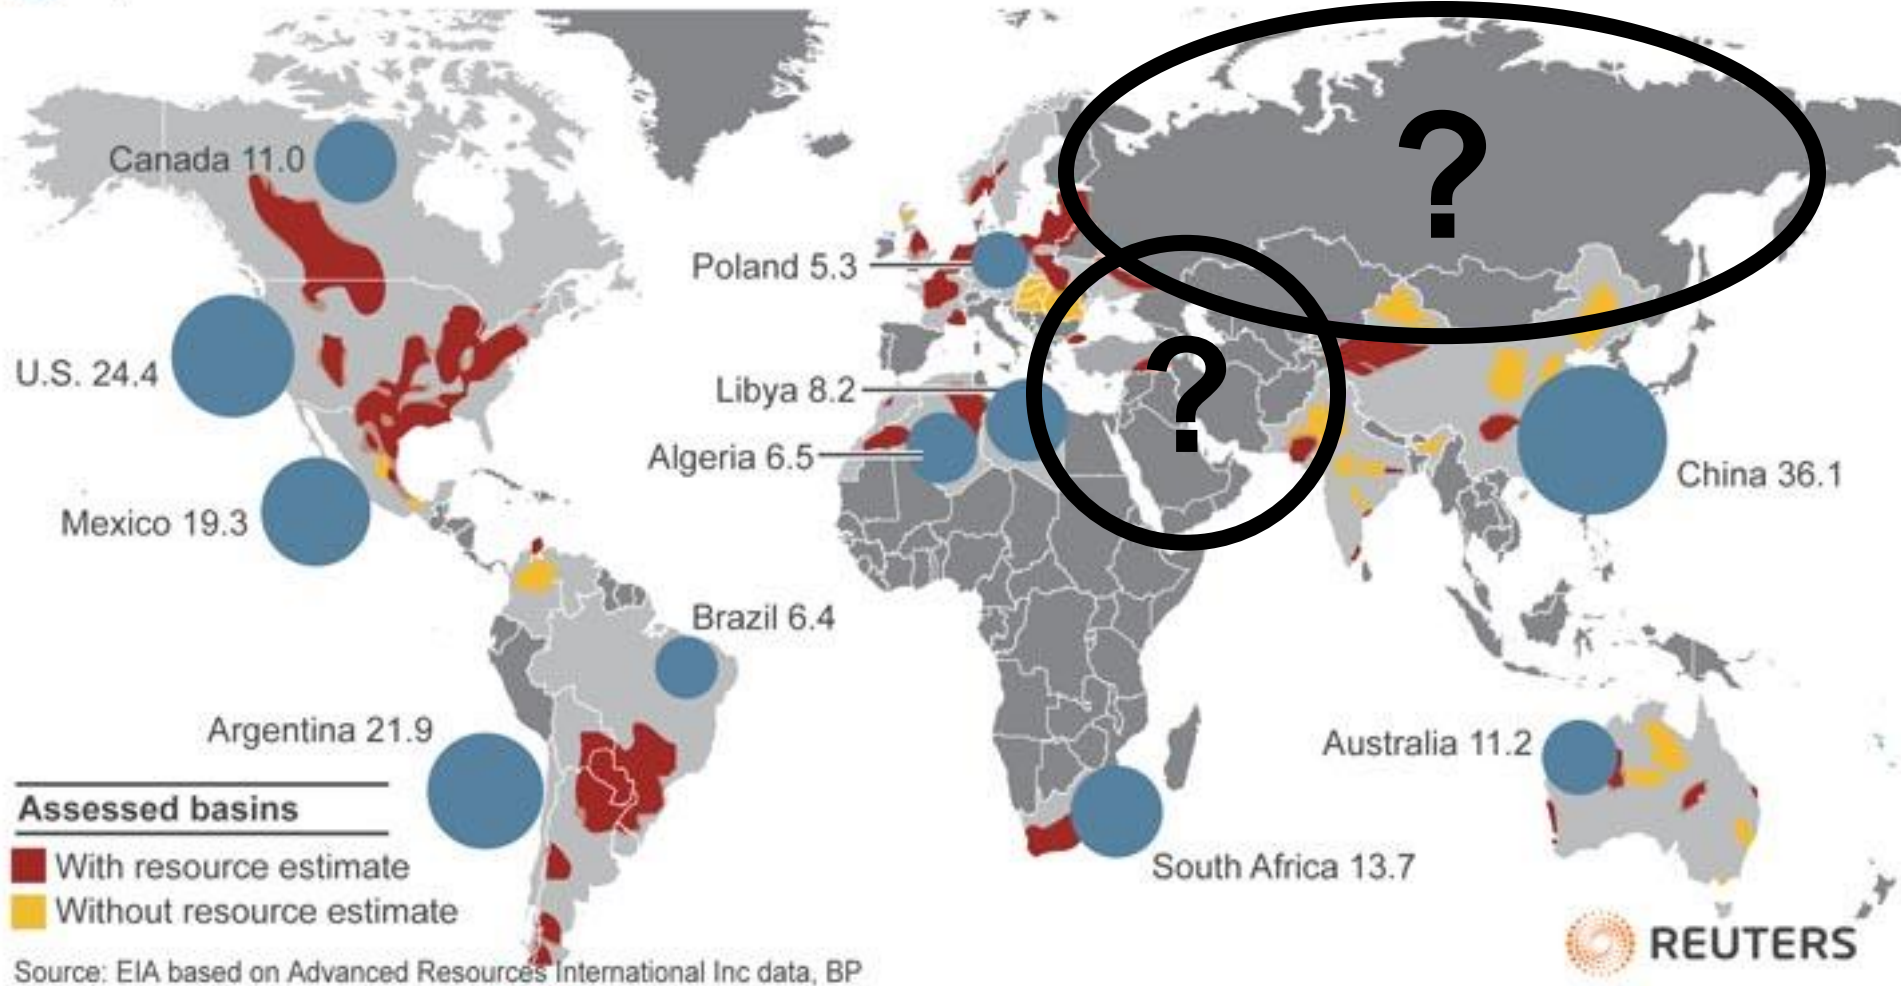 Canada 11.0
?
Poland 5.3
U.S. 24.4
Libya 8.2
?
Algeria 6.5
China 36.1
Mexico 19.3
Brazil 6.4
Argentina 21.9
Australia 11.2
South Africa 13.7
Assessed basins
With resource estimate
Without resource estimate
REUTERS
Source: EIA based on Advanced Resources International Inc data, BP